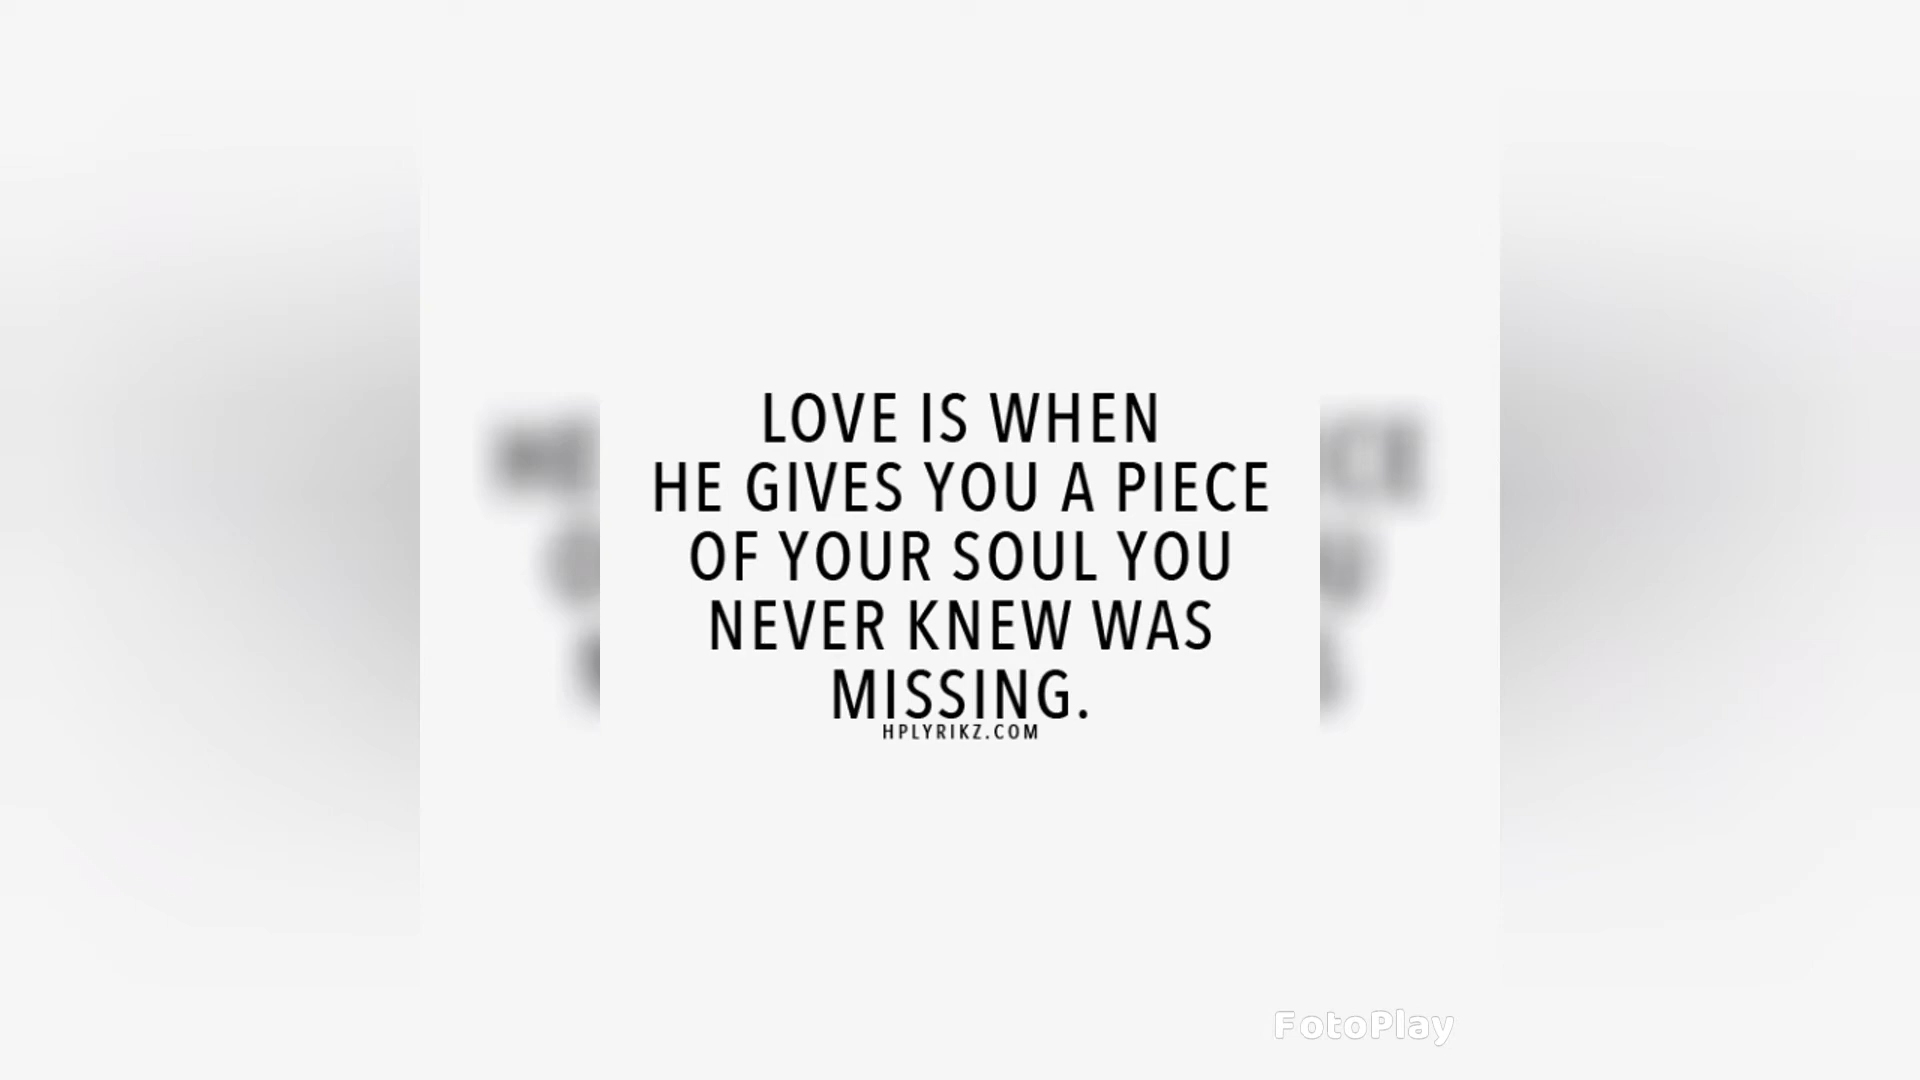 LOVE IS WHEN
HE GIVES YOU A PIECE
OF YOUR SOUL YOU
NEVER KNEW WAS
MISSING.
HPLYRIKZ.COM
FotoPlay